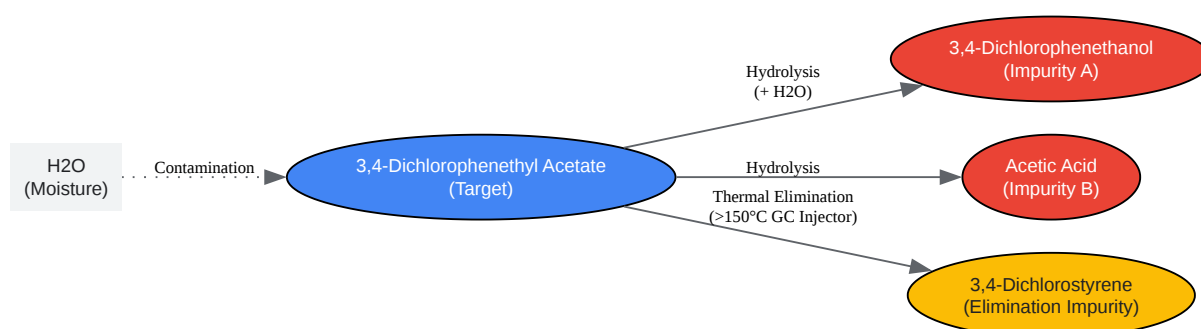 3,4-Dichlorophenethanol
(Impurity A)
Hydrolysis
(+ H2O)
H2O
(Moisture)
Contamination
3,4-Dichlorophenethyl Acetate
(Target)
Hydrolysis
Acetic Acid
(Impurity B)
Thermal Elimination
(>150°C GC Injector)
3,4-Dichlorostyrene
(Elimination Impurity)